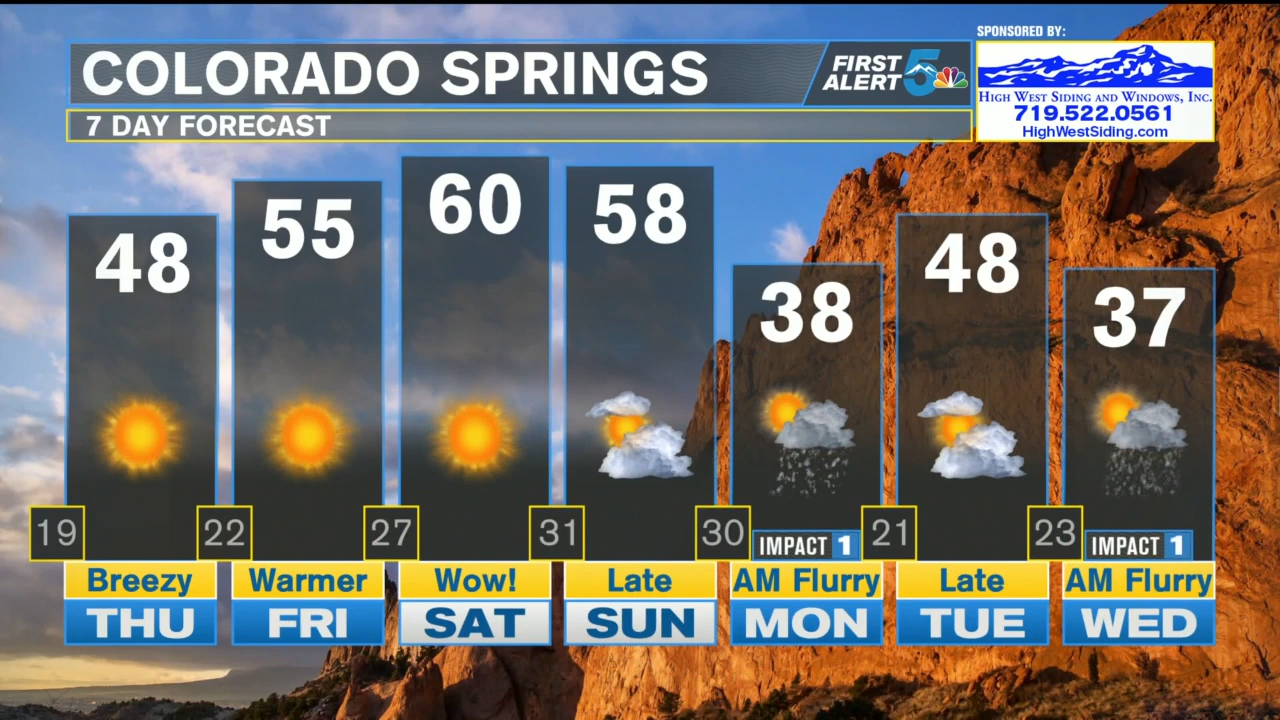 SPONSORED BY:
COLORADO SPRINGS
FIRST
ALERT 5
HIGH WEST SIDING AND WINDOWS, INC.
719.522.0561
HighWestSiding.com
7 DAY FORECAST
48
55
60
58
38
48
37
19
22
27
31
30
21
23
IMPACT 1
IMPACT 1
Breezy
Warmer
Wow!
Late
AM Flurry
Late
AM Flurry
THU
FRI
SAT
SUN
MON
TUE
WED